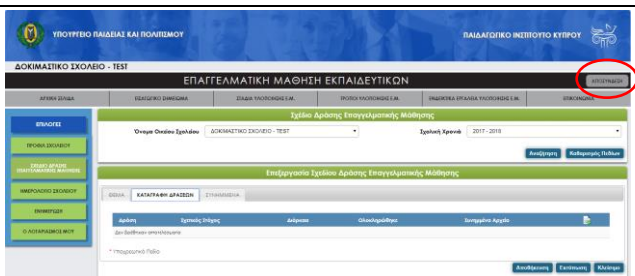 ΥΠΟΥΡΓΕΙΟ ΠΑΙΔΕΙΑΣ ΚΑΙ ΠΟΛΙΤΙΣΜΟΥ
ΠΑΙΔΑΓΩΓΙΚΟ ΙΝΣΤΙΤΟΥΤΟ ΚΥΠΡΟΥ
ΔΟΚΙΜΑΣΤΙΚΟ ΣΧΟΛΕΙΟ - TEST
ΕΠΑΓΓΕΛΜΑΤΙΚΗ ΜΑΘΗΣΗ ΕΚΠΑΙΔΕΥΤΙΚΩΝ
ΑΠΟΣΥΝΔΕΣΗ
ΑΡΧΙΚΗ ΣΕΛΙΔΑ ΕΙΣΑΓΩΓΙΚΟ ΣΗΜΕΙΩΜΑ ΣΤΑΔΙΑ ΥΛΟΠΟΙΗΣΗΣ Ε.Μ. ΤΡΟΠΟΙ ΥΛΟΠΟΙΗΣΗΣ Ε.Μ. ΕΝΔΕΙΚΤΙΚΑ ΕΡΓΑΛΕΙΑ ΥΛΟΠΟΙΗΣΗΣ Ε.Μ. ΕΠΙΚΟΙΝΩΝΙΑ
ΕΠΙΛΟΓΕΣ
ΠΡΟΦΙΛ ΣΧΟΛΕΙΟΥ
ΣΧΕΔΙΟ ΔΡΑΣΗΣ
ΕΠΑΓΓΕΛΜΑΤΙΚΗΣ ΜΑΘΗΣΗΣ
ΗΜΕΡΟΛΟΓΙΟ ΣΧΟΛΕΙΟΥ
ΕΝΗΜΕΡΩΣΗ
Ο ΛΟΓΑΡΙΑΣΜΟΣ ΜΟΥ
Σχέδιο Δράσης Επαγγελματικής Μάθησης
Όνομα Οικείου Σχολείου ΔΟΚΙΜΑΣΤΙΚΟ ΣΧΟΛΕΙΟ - TEST Σχολική Χρονιά 2017 - 2018
Αναζήτηση Καθαρισμός Πεδίων
Επεξεργασία Σχεδίου Δράσης Επαγγελματικής Μάθησης
ΘΕΜΑ ΚΑΤΑΓΡΑΦΗ ΔΡΑΣΕΩΝ ΣΥΝΗΜΜΕΝΑ
Δράση Σχετικός Στόχος Διάρκεια Ολοκληρώθηκε Συνημμένα Αρχεία
Δεν βρέθηκαν αποτελέσματα
* Υποχρεωτικό Πεδίο
Αποθήκευση Εκτύπωση Κλείσιμο